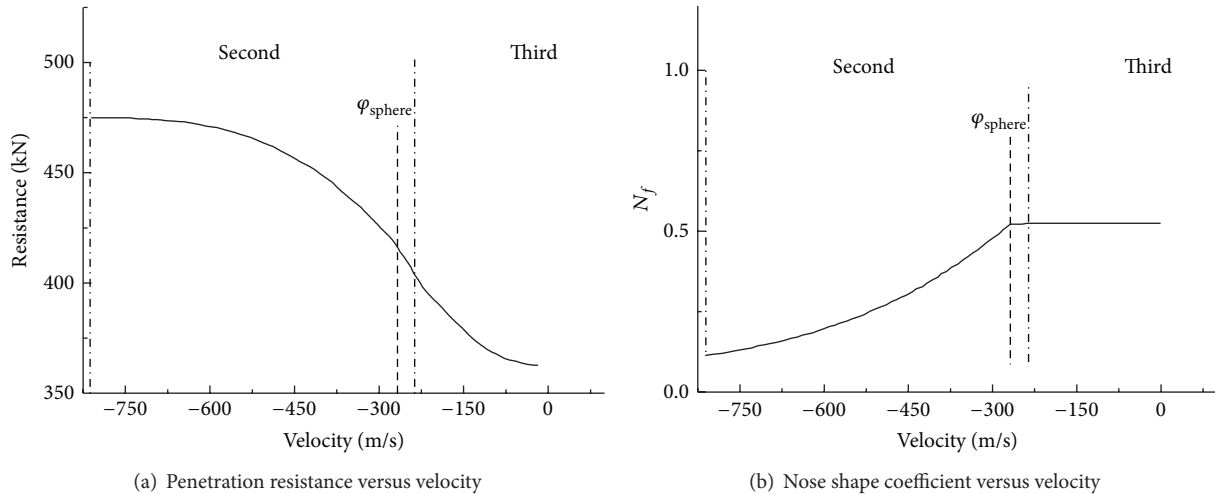 Second
Third
φsphere
500
450
400
350
Resistance (kN)
−750
−600
−450
−300
−150
0
Velocity (m/s)
(a) Penetration resistance versus velocity
Second
Third
φsphere
1.0
0.5
0.0
Nf
−750
−600
−450
−300
−150
0
Velocity (m/s)
(b) Nose shape coefficient versus velocity